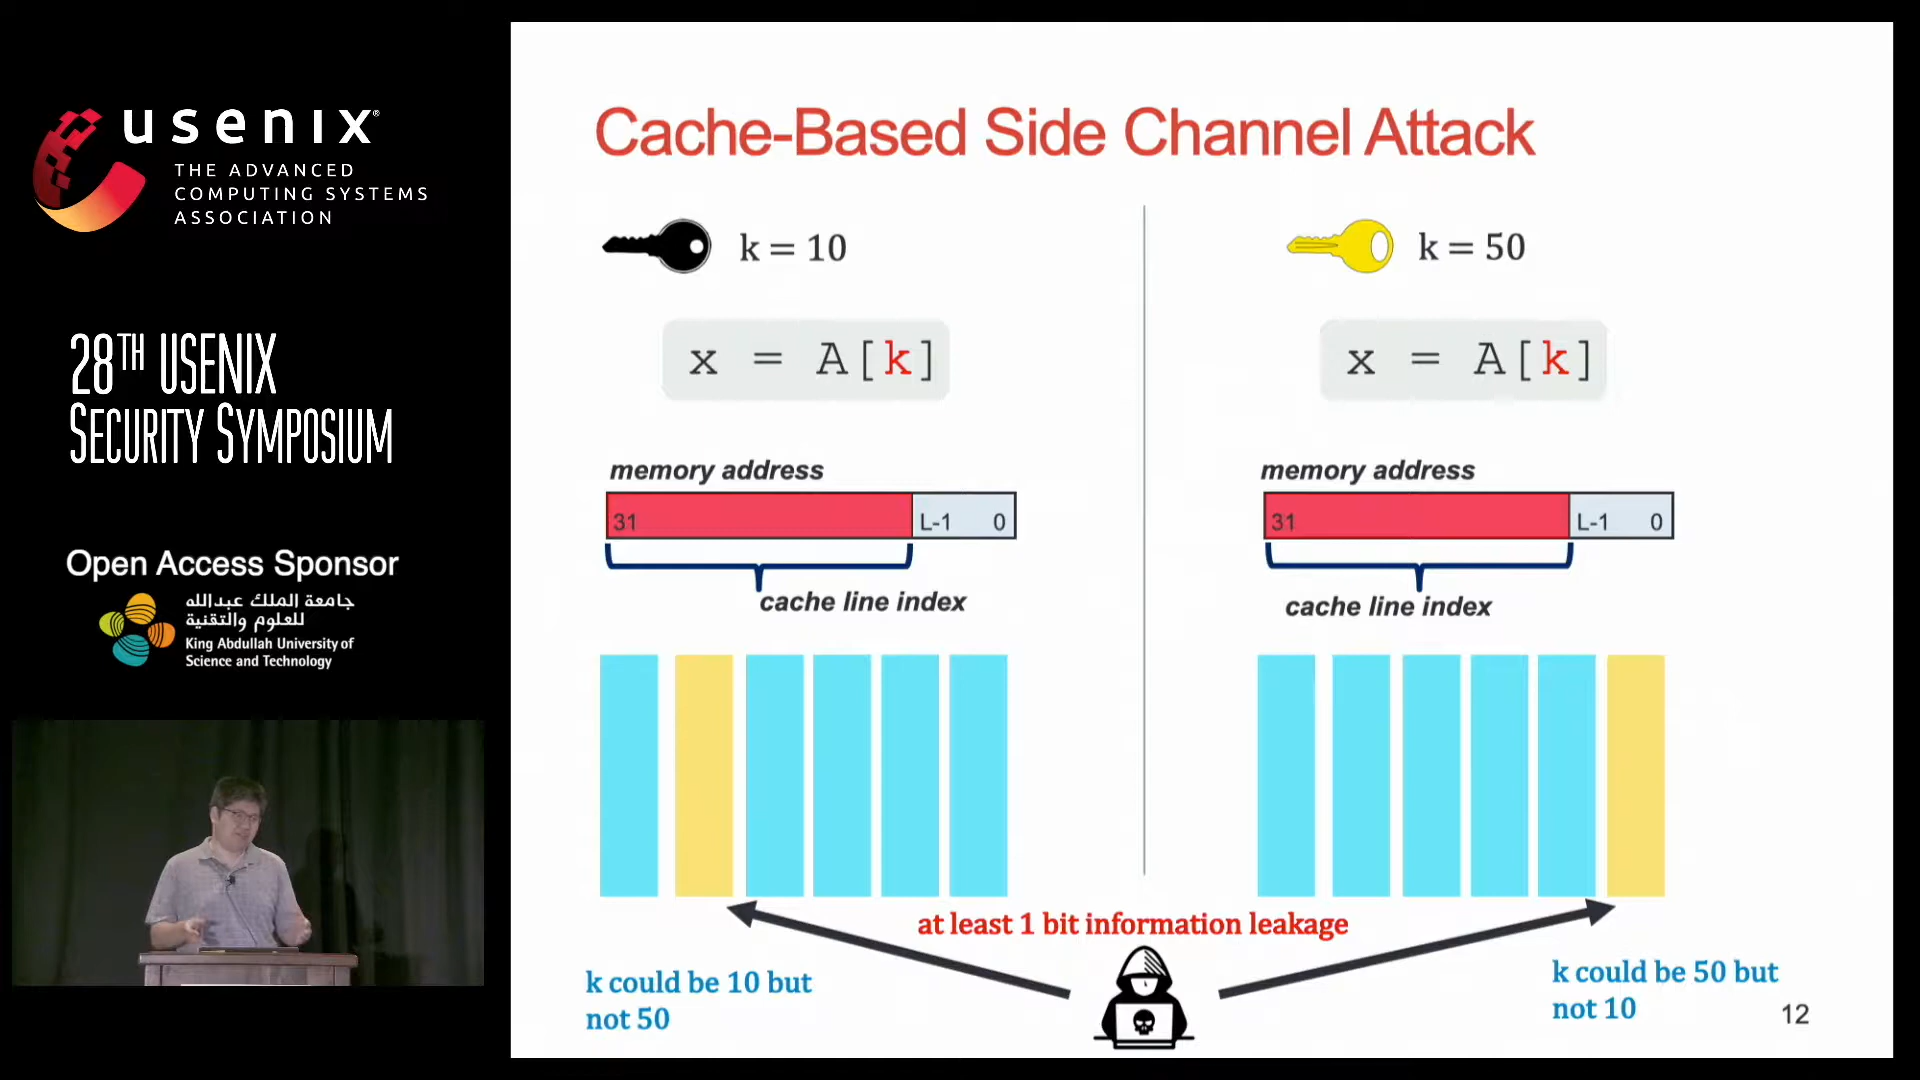 usenix®
THE ADVANCED
COMPUTING SYSTEMS
ASSOCIATION
28TH USENIX
SECURITY SYMPOSIUM
Open Access Sponsor
جامعة الملك عبدالله
للعلوم والتقنية
King Abdullah University of
Science and Technology
Cache-Based Side Channel Attack
k = 10
x = A[k]
memory address
31 L-1 0
cache line index
k = 50
x = A[k]
memory address
31 L-1 0
cache line index
at least 1 bit information leakage
k could be 10 but
not 50
k could be 50 but
not 10
12